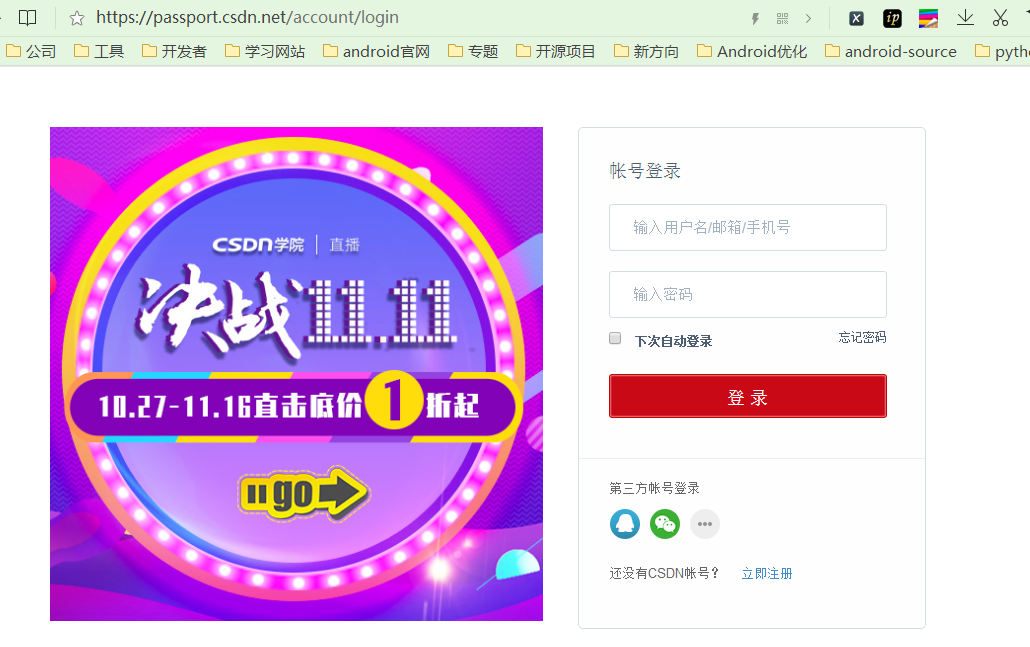 https://passport.csdn.net/account/login
公司 工具 开发者 学习网站 android官网 专题 开源项目 新方向 Android优化 android-source pyth
CSDN学院 | 直播
决战11.11
10.27-11.16直击底价1折起
go
帐号登录
输入用户名/邮箱/手机号
输入密码
下次自动登录 忘记密码
登录
第三方帐号登录
还没有CSDN帐号? 立即注册
X ip